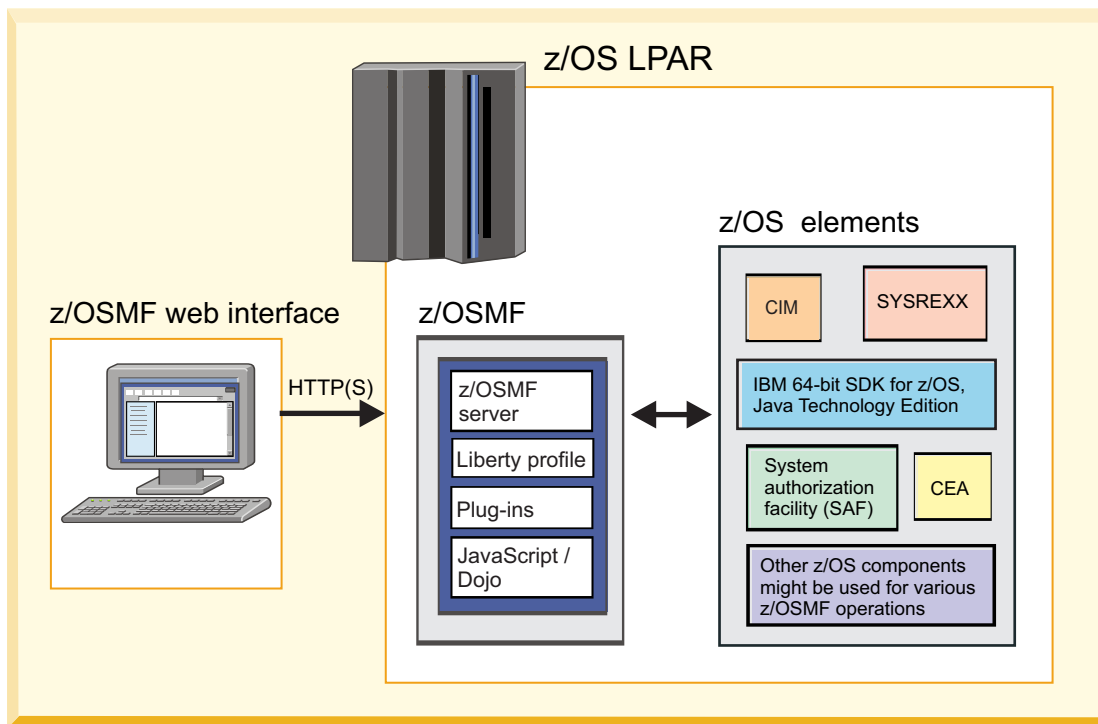 z/OS LPAR
z/OS elements
CIM
SYSREXX
z/OSMF web interface
z/OSMF
HTTP(S)
z/OSMF
server
Liberty profile
Plug-ins
JavaScript /
Dojo
IBM 64-bit SDK for z/OS,
Java Technology Edition
System
authorization
facility (SAF)
CEA
Other z/OS components
might be used for various
z/OSMF operations